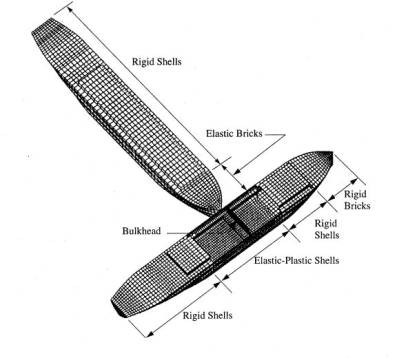 Rigid Shells
Elastic Bricks
Rigid
Bricks
Bulkhead
Rigid
Shells
Elastic-Plastic Shells
Rigid Shells